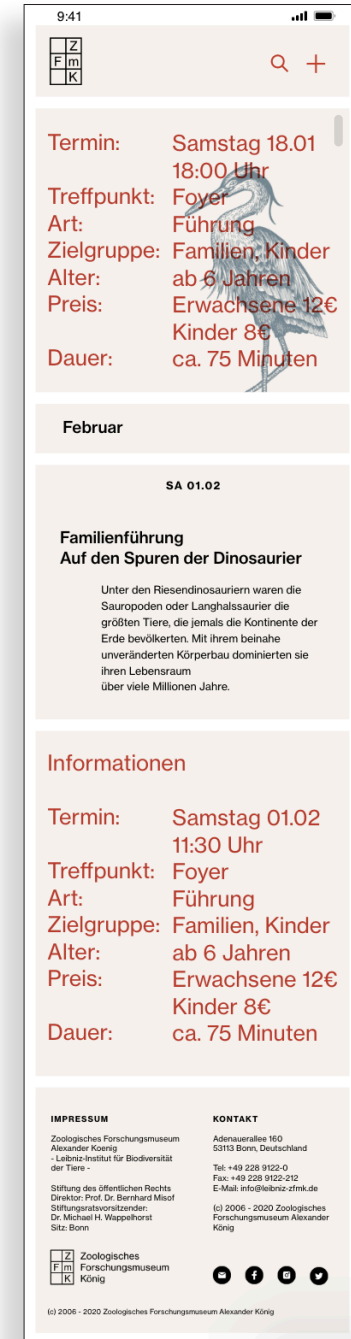 9:41
Z
F m
K
Termin: Samstag 18.01
18:00 Uhr
Treffpunkt: Foyer
Art: Führung
Zielgruppe: Familien, Kinder
Alter: ab 6 Jahren
Preis: Erwachsene 12€
Kinder 8€
Dauer: ca. 75 Minuten
Februar
SA 01.02
Familienführung
Auf den Spuren der Dinosaurier
Unter den Riesendinosauriern waren die
Sauropoden oder Langhalssaurier die
größten Tiere, die jemals die Kontinente der
Erde bevölkerten. Mit ihrem beinahe
unveränderten Körperbau dominierten sie
ihren Lebensraum
über viele Millionen Jahre.
Informationen
Termin: Samstag 01.02
11:30 Uhr
Treffpunkt: Foyer
Art: Führung
Zielgruppe: Familien, Kinder
Alter: ab 6 Jahren
Preis: Erwachsene 12€
Kinder 8€
Dauer: ca. 75 Minuten
IMPRESSUM
Zoologisches Forschungsmuseum
Alexander Koenig
- Leibniz-Institut für Biodiversität
der Tiere -
Stiftung des öffentlichen Rechts
Direktor: Prof. Dr. Bernhard Misof
Stiftungsratsvorsitzender:
Dr. Michael H. Wappelhorst
Sitz: Bonn
KONTAKT
Adenauerallee 160
53113 Bonn, Deutschland
Tel: +49 228 9122-0
Fax: +49 228 9122-212
E-Mail: info@leibniz-zfmk.de
(c) 2006 - 2020 Zoologisches
Forschungsmuseum Alexander
König
Z Zoologisches
F m Forschungsmuseum
K König
(c) 2006 - 2020 Zoologisches Forschungsmuseum Alexander König